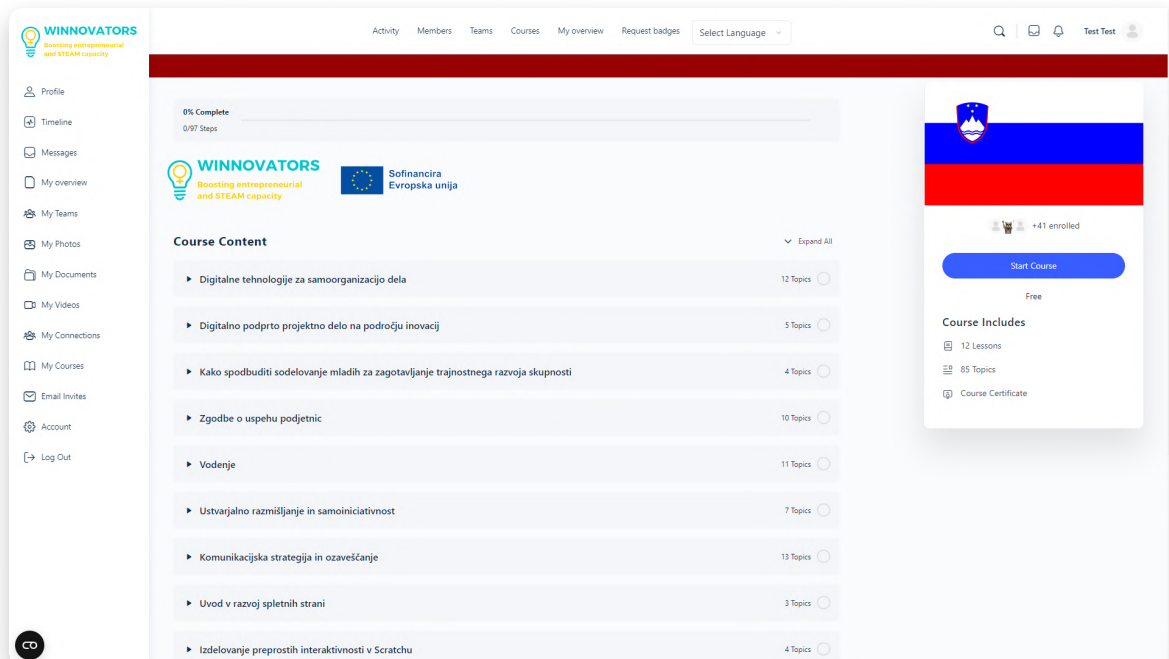 WINNOVATORS
Boosting entrepreneurial
and STEAM capacity
Activity Members Teams Courses My overview Request badges Select Language
Test Test
Profile
Timeline
Messages
My overview
My Teams
My Photos
My Documents
My Videos
My Connections
My Courses
Email Invites
Account
Log Out
0% Complete
0/97 Steps
WINNOVATORS
Boosting entrepreneurial
and STEAM capacity
Sofinancira
Evropska unija
Course Content
Expand All
Digitalne tehnologije za samoorganizacijo dela 12 Topics
Digitalno podprto projektno delo na področju inovacij 5 Topics
Kako spodbuditi sodelovanje mladih za zagotavljanje trajnostnega razvoja skupnosti 4 Topics
Zgodbe o uspehu podjetnic 10 Topics
Vodenje 11 Topics
Ustvarjalno razmišljanje in samoiniciativnost 7 Topics
Komunikacijska strategija in ozaveščanje 13 Topics
Uvod v razvoj spletnih strani 3 Topics
Izdelovanje preprostih interaktivnosti v Scratchu 4 Topics
+41 enrolled
Start Course
Free
Course Includes
12 Lessons
85 Topics
Course Certificate